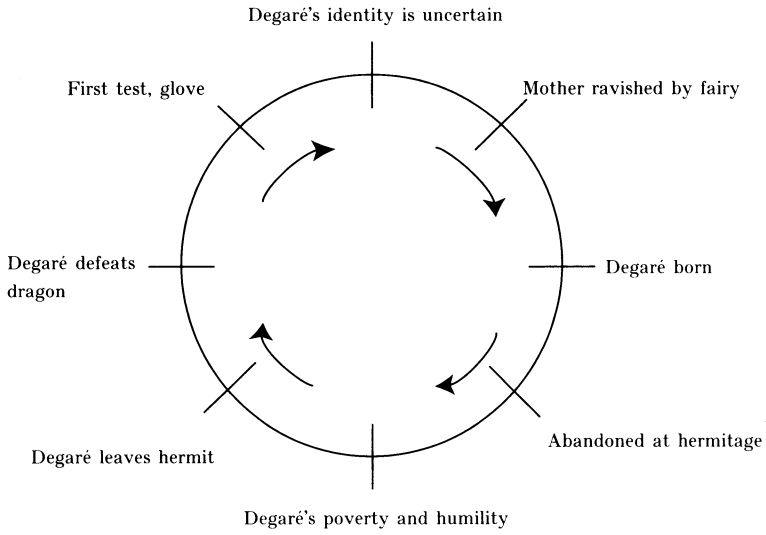 Degaré's identity is uncertain
First test, glove
Mother ravished by fairy
Degaré defeats
dragon
Degaré born
Degaré leaves hermit
Abandoned at hermitage
Degaré's poverty and humility